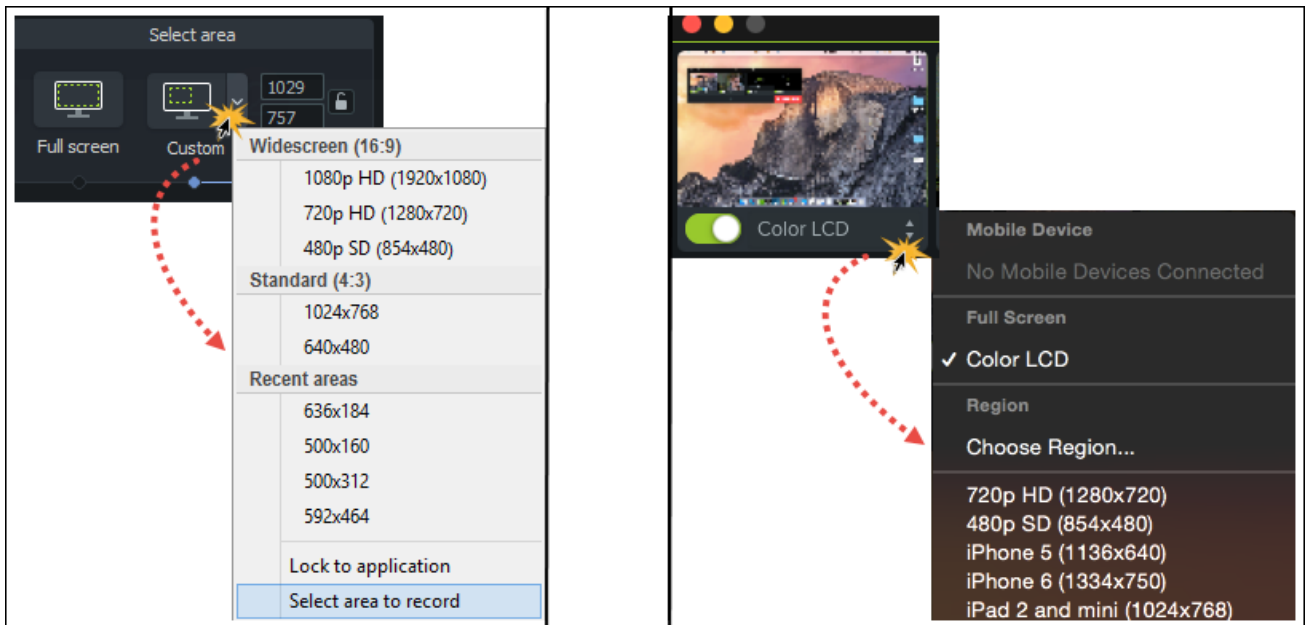 Select area
1029
757
Full screen
Custom
Widescreen (16:9)
1080p HD (1920x1080)
720p HD (1280x720)
480p SD (854x480)
Standard (4:3)
1024x768
640x480
Recent areas
636x184
500x160
500x312
592x464
Lock to application
Select area to record
Color LCD
Mobile Device
No Mobile Devices Connected
Full Screen
✓ Color LCD
Region
Choose Region...
720p HD (1280x720)
480p SD (854x480)
iPhone 5 (1136x640)
iPhone 6 (1334x750)
iPad 2 and mini (1024x768)